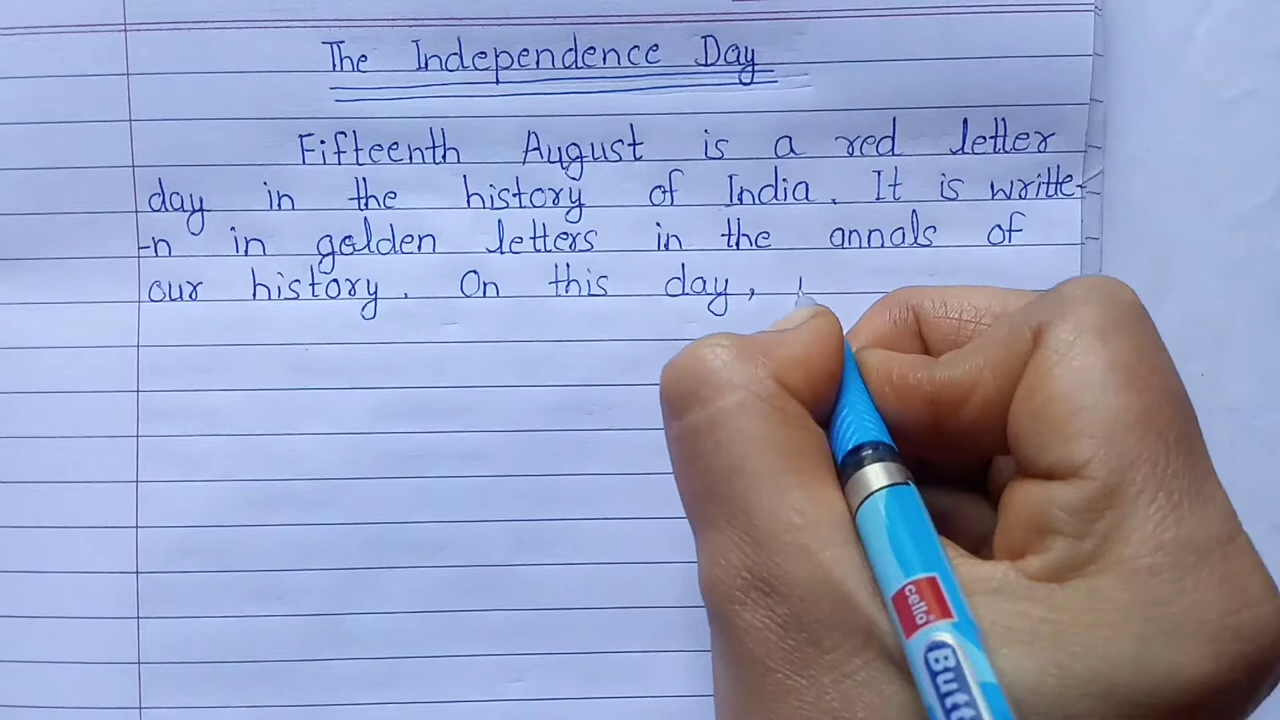 The Independence Day
Fifteenth August is a red letter
day in the history of India. It is writte-
-n in golden letters in the annals of
our history. On this day,
cello
Butt